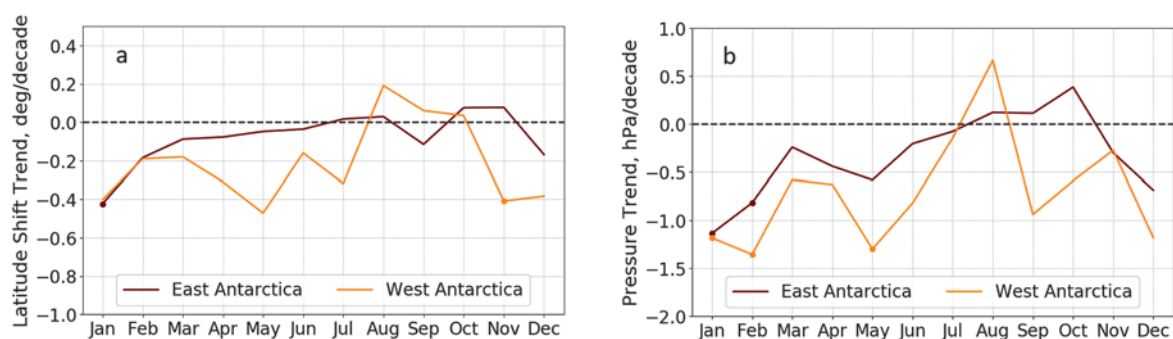 a
Latitude Shift Trend, deg/decade
0.4
0.2
0.0
−0.2
−0.4
−0.6
−0.8
−1.0
East Antarctica West Antarctica
Jan Feb Mar Apr May Jun Jul Aug Sep Oct Nov Dec
b
Pressure Trend, hPa/decade
1.0
0.5
0.0
−0.5
−1.0
−1.5
−2.0
East Antarctica West Antarctica
Jan Feb Mar Apr May Jun Jul Aug Sep Oct Nov Dec